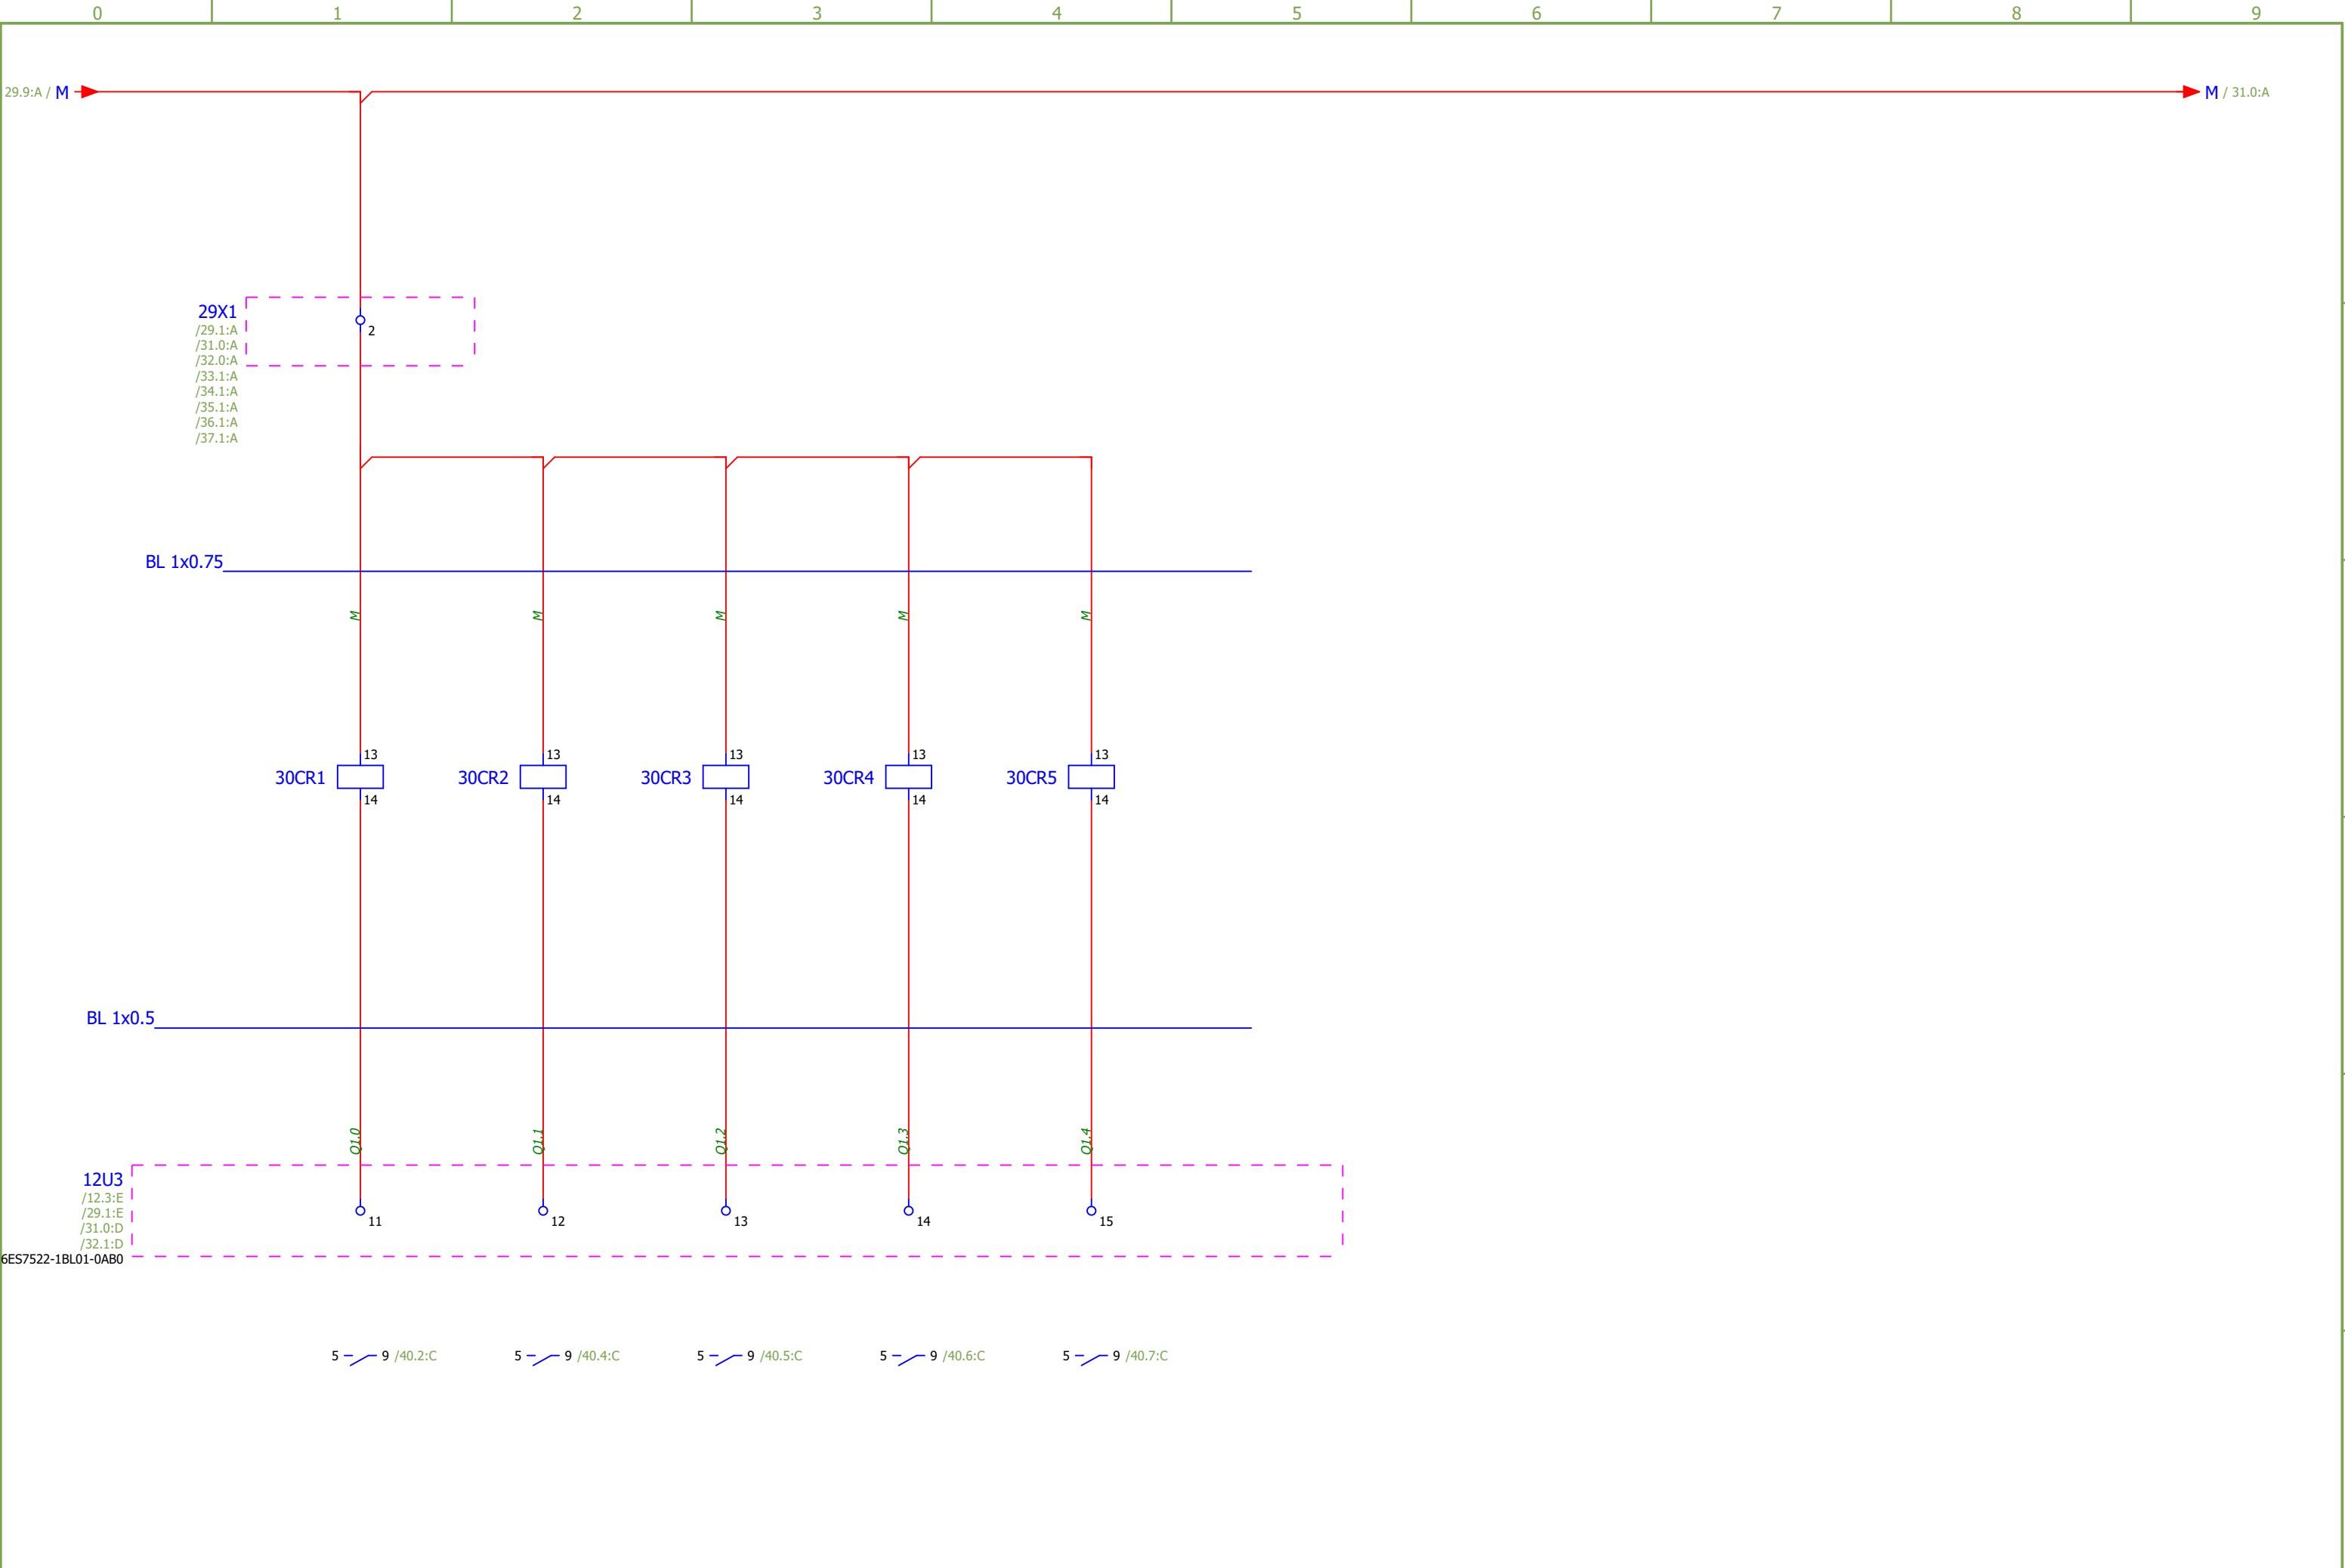 0 1 2 3 4 5 6 7 8 9
29.9:A / M
M / 31.0:A
29X1
/29.1:A
/31.0:A
/32.0:A
/33.1:A
/34.1:A
/35.1:A
/36.1:A
/37.1:A
2
BL 1x0.75
M M M M M
13 13 13 13 13
30CR1 30CR2 30CR3 30CR4 30CR5
14 14 14 14 14
BL 1x0.5
Q1.0 Q1.1 Q1.2 Q1.3 Q1.4
12U3
/12.3:E
/29.1:E
/31.0:D
/32.1:D
6ES7522-1BL01-0AB0
11 12 13 14 15
5 9 /40.2:C 5 9 /40.4:C 5 9 /40.5:C 5 9 /40.6:C 5 9 /40.7:C